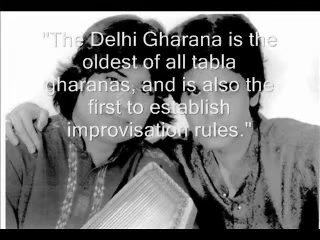 "The Delhi Gharana is the
oldest of all tabla
gharanas, and is also the
first to establish
improvisation rules."